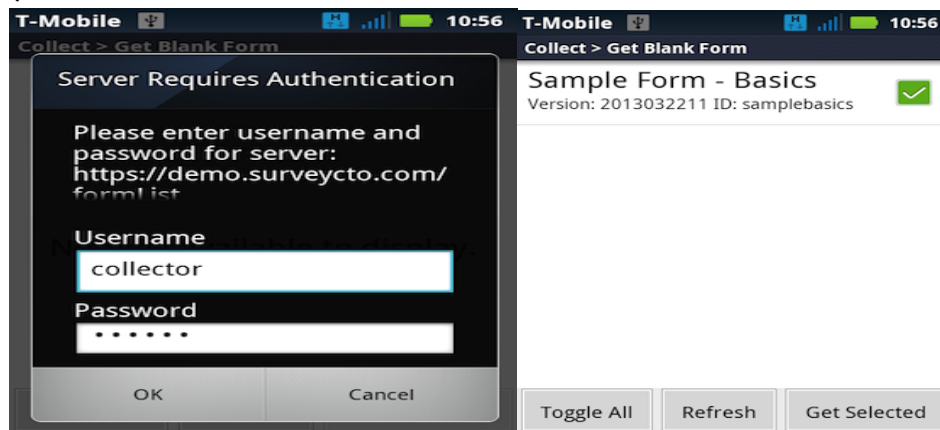 T-Mobile 10:56
Collect > Get Blank Form
Server Requires Authentication
Please enter username and
password for server:
https://demo.surveycto.com/
formList
Username
collector
Password
••••••
OK Cancel
T-Mobile 10:56
Collect > Get Blank Form
Sample Form - Basics
Version: 2013032211 ID: samplebasics
Toggle All Refresh Get Selected